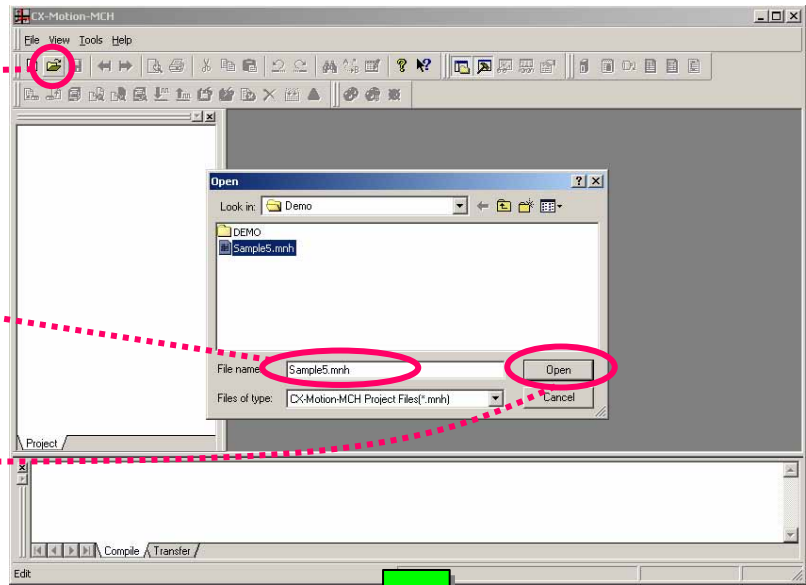 CX-Motion-MCH
File View Tools Help
Open
Look in: Demo
DEMO
Sample5.mnh
File name: Sample5.mnh Open
Files of type: CX-Motion-MCH Project Files(*.mnh) Cancel
Project
Compile Transfer
Edit